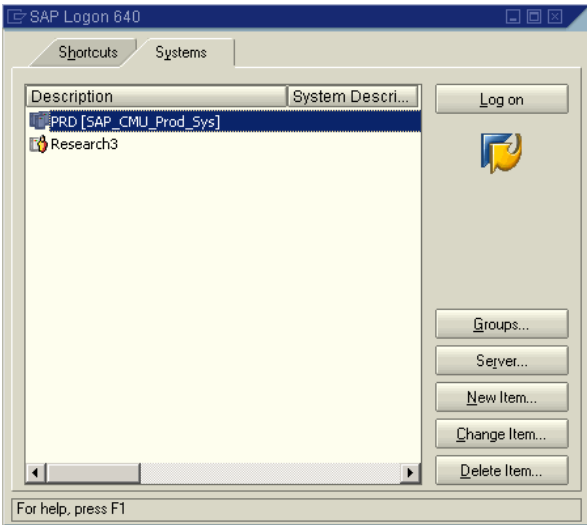 SAP Logon 640
Shortcuts Systems
Description System Descri...
Log on
PRD [SAP_CMU_Prod_Sys]
Research3
Groups...
Server...
New Item...
Change Item...
Delete Item...
For help, press F1